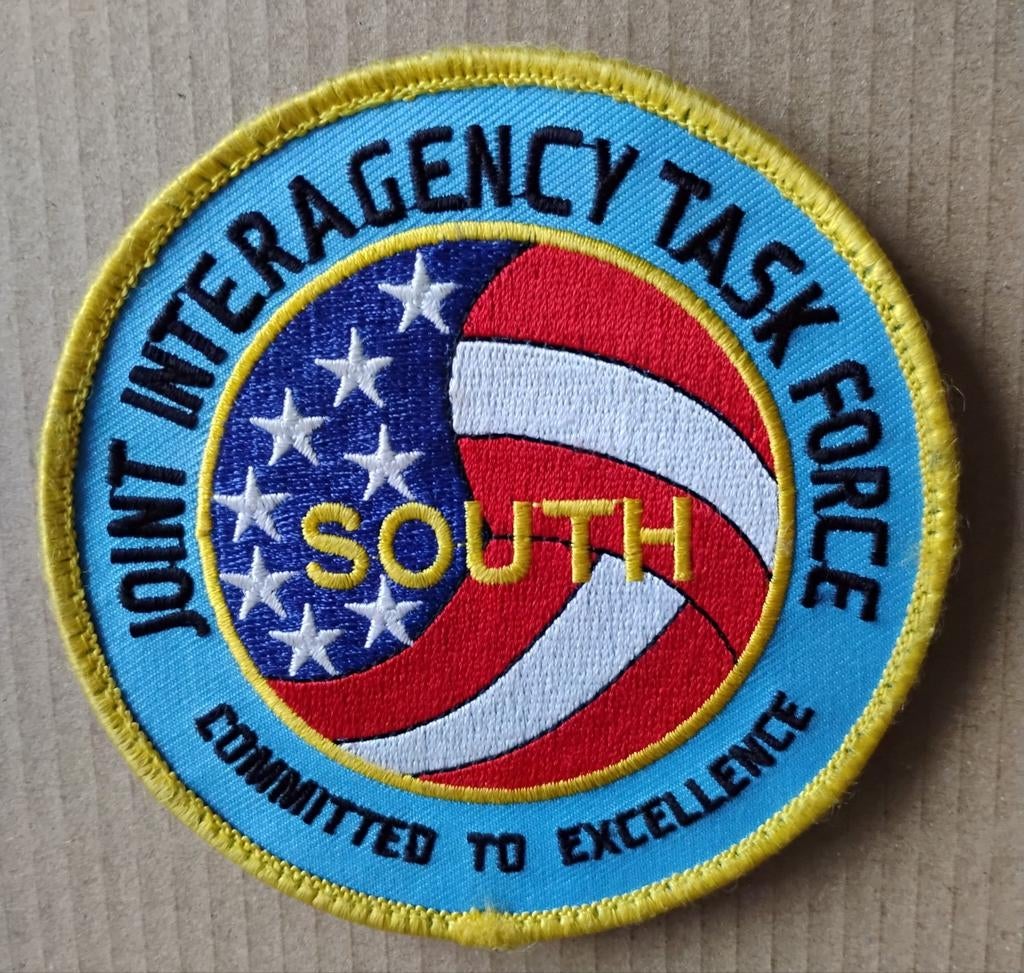 JOINT INTERAGENCY TASK FORCE
SOUTH
COMMITTED TO EXCELLENCE